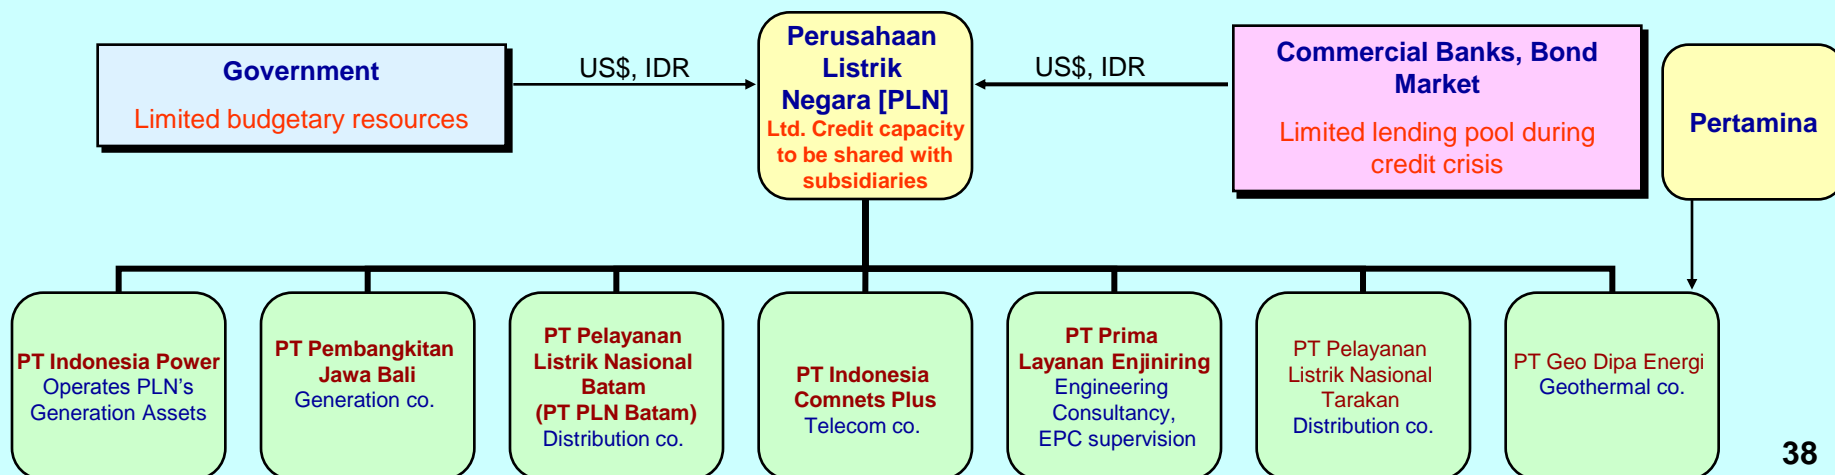 Government
Limited budgetary resources
US$, IDR
Perusahaan
Listrik
Negara [PLN]
Ltd. Credit capacity
to be shared with
subsidiaries
US$, IDR
Commercial Banks, Bond
Market
Limited lending pool during
credit crisis
Pertamina
PT Indonesia Power
Operates PLN's
Generation Assets
PT Pembangkitan
Jawa Bali
Generation co.
PT Pelayanan
Listrik Nasional
Batam
(PT PLN Batam)
Distribution co.
PT Indonesia
Comnets Plus
Telecom co.
PT Prima
Layanan Enjiniring
Engineering
Consultancy,
EPC supervision
PT Pelayanan
Listrik Nasional
Tarakan
Distribution co.
PT Geo Dipa Energi
Geothermal co.
38